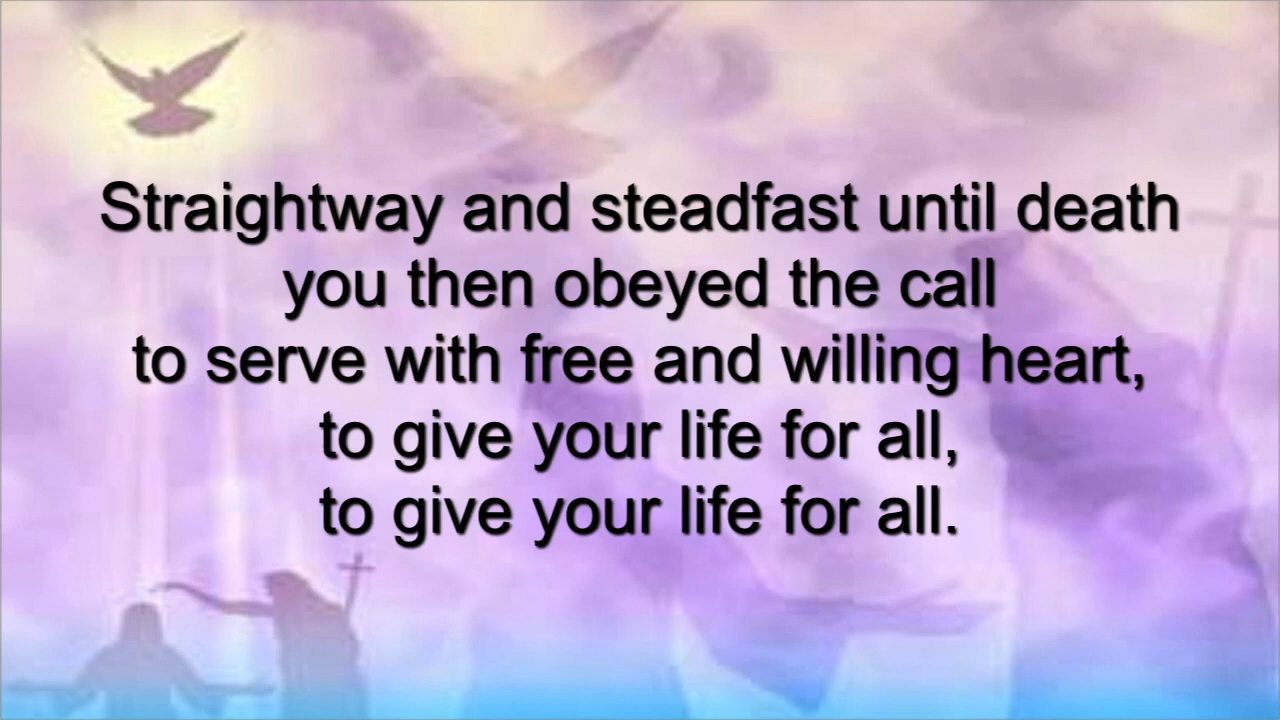 Straightway and steadfast until death
you then obeyed the call
to serve with free and willing heart,
to give your life for all,
to give your life for all.